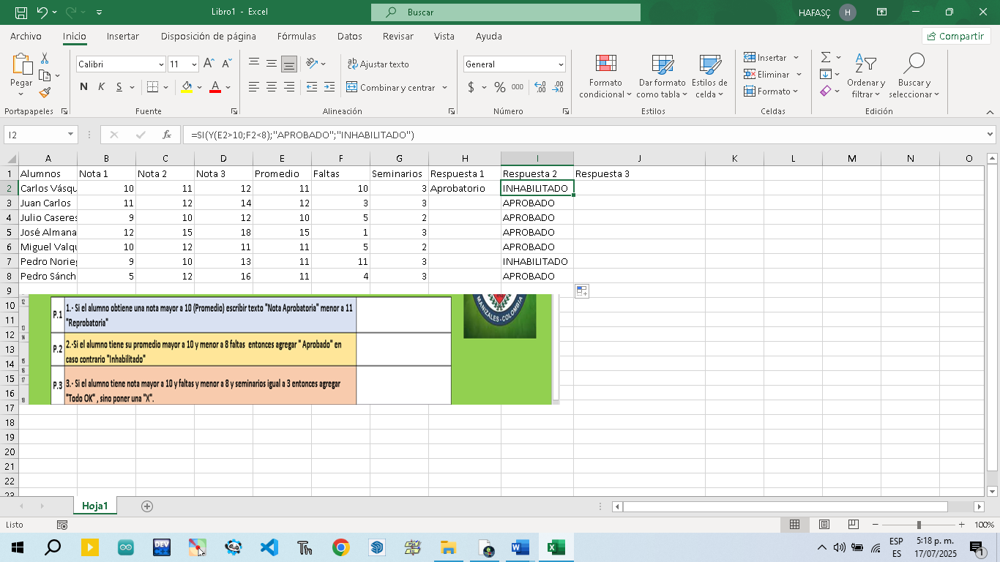 Libro1 - Excel
Buscar
HAFASÇ H
Archivo Inicio Insertar Disposición de página Fórmulas Datos Revisar Vista Ayuda Compartir
Pegar
Calibri 11
N K S
Ajustar texto
Combinar y centrar
General
$ % 000
Formato condicional
Dar formato como tabla
Estilos de celda
Insertar
Eliminar
Formato
Ordenar y filtrar
Buscar y seleccionar
Portapapeles Fuente Alineación Número Estilos Celdas Edición
I2 fx =SI(Y(E2>10;F2<8);"APROBADO";"INHABILITADO")
A B C D E F G H I J K L M N O
1 Alumnos Nota 1 Nota 2 Nota 3 Promedio Faltas Seminarios Respuesta 1 Respuesta 2 Respuesta 3
2 Carlos Vásqu 10 11 12 11 10 3 Aprobatorio INHABILITADO
3 Juan Carlos 11 12 14 12 3 3 APROBADO
4 Julio Caseres 9 10 12 10 5 2 APROBADO
5 José Almana 12 15 18 15 1 3 APROBADO
6 Miguel Valqu 10 12 11 11 5 2 APROBADO
7 Pedro Norieg 9 10 13 11 11 3 INHABILITADO
8 Pedro Sánch 5 12 16 11 4 3 APROBADO
9
10
11
12
13
14
15
16
17
18
19
20
21
22
23
12
13
14
15
16
17
18
P.1 1.- Si el alumno obtiene una nota mayor a 10 (Promedio) escribir texto "Nota Aprobatoria" menor a 11
"Reprobatoria"
P.2 2.-Si el alumno tiene su promedio mayor a 10 y menor a 8 faltas entonces agregar " Aprobado" en
caso contrario "Inhabilitado"
P.3 3.- Si el alumno tiene nota mayor a 10 y faltas y menor a 8 y seminarios igual a 3 entonces agregar
"Todo OK" , sino poner una "X".
MANIZALES-COLOMBIA
Hoja1
Listo 100%
DEV
Th
ESP
ES
5:18 p. m.
17/07/2025
1